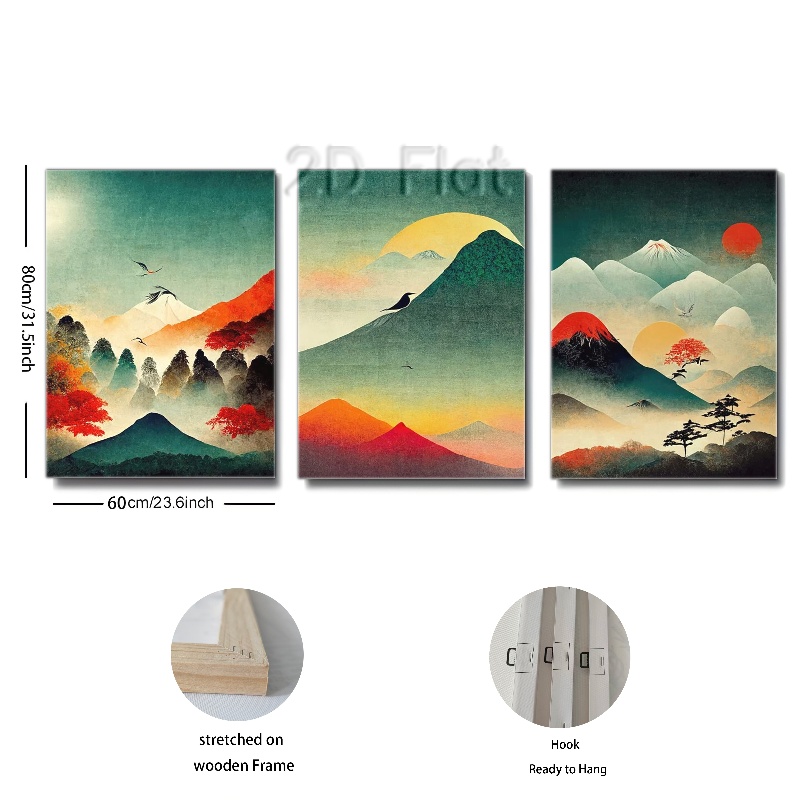 2D Flat
80cm/31.5inch
60cm/23.6inch
stretched on
wooden Frame
Hook
Ready to Hang